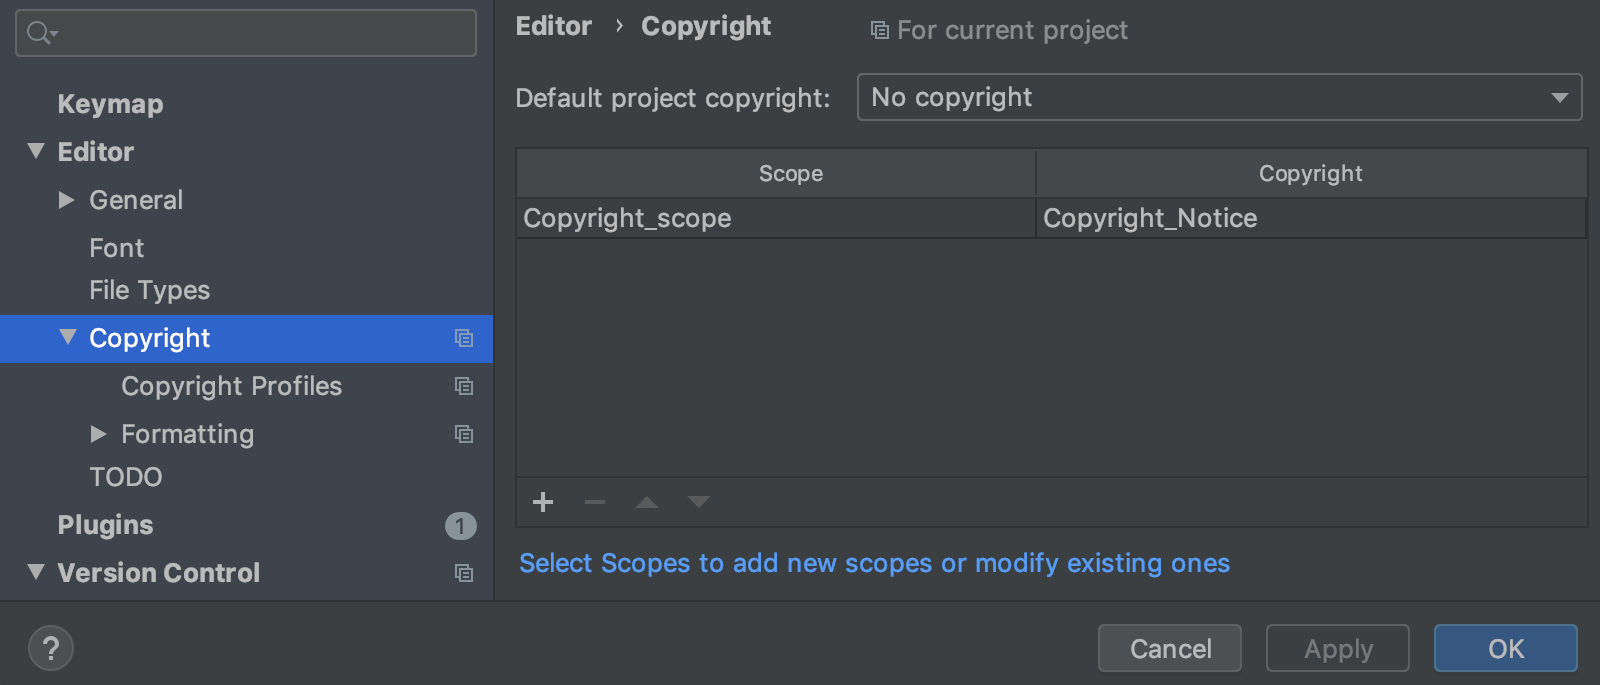 Keymap
Editor
General
Font
File Types
Copyright
Copyright Profiles
Formatting
TODO
Plugins 1
Version Control
?
Editor › Copyright For current project
Default project copyright: No copyright
Scope Copyright
Copyright_scope Copyright_Notice
Select Scopes to add new scopes or modify existing ones
Cancel Apply OK